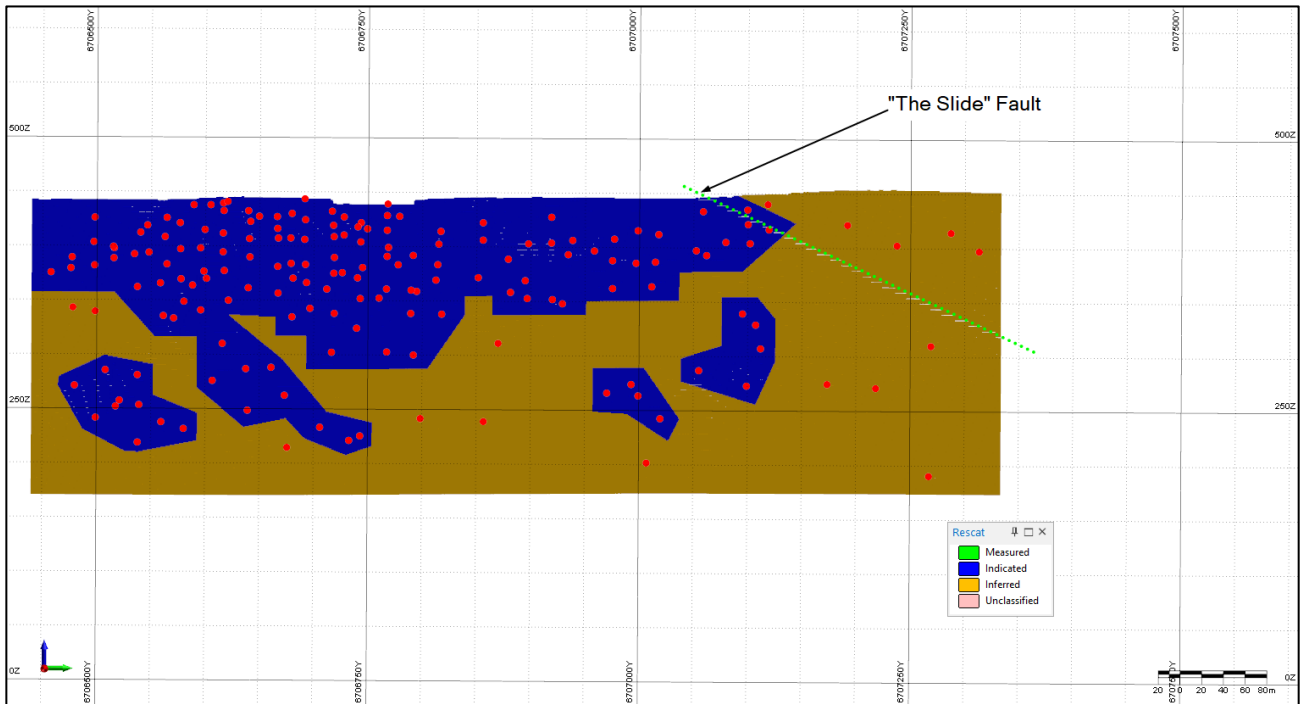 6706500Y
6706750Y
6707000Y
6707250Y
6707500Y
"The Slide" Fault
500Z
500Z
250Z
250Z
Rescat
Measured
Indicated
Inferred
Unclassified
0Z
0Z
6706500Y
6706750Y
6707000Y
6707250Y
20 0 20 40 60 80m